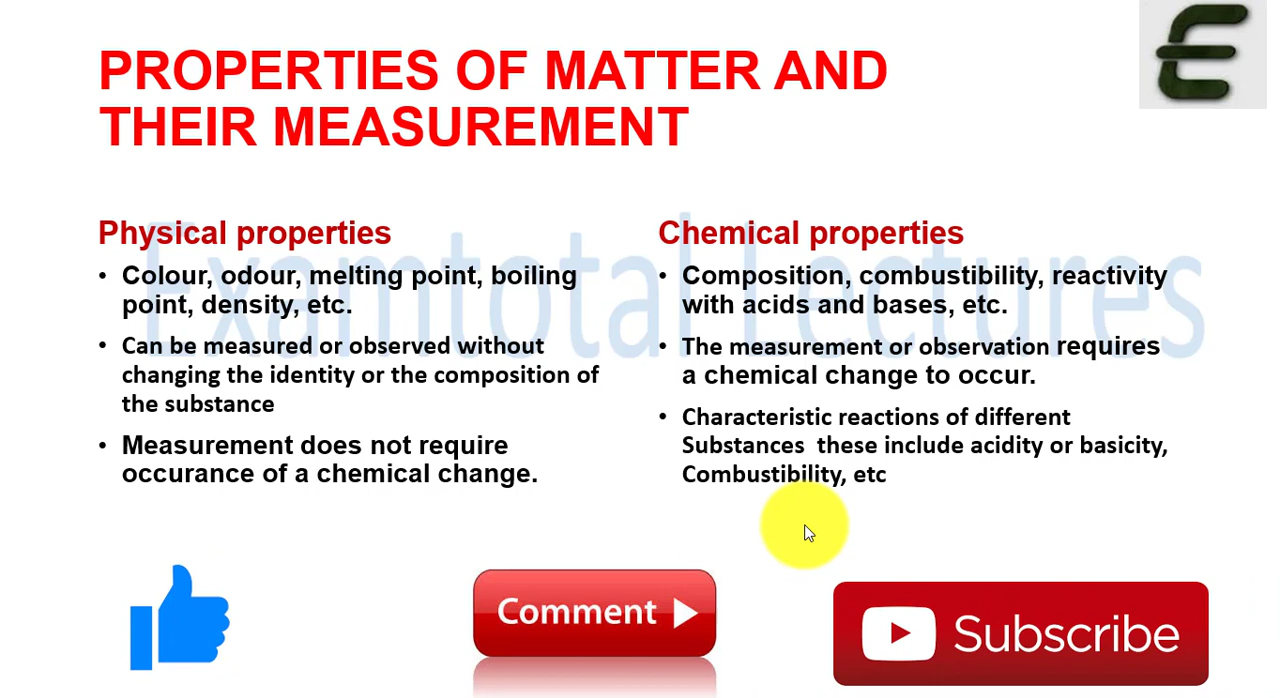 PROPERTIES OF MATTER AND
THEIR MEASUREMENT
Physical properties
• Colour, odour, melting point, boiling
point, density, etc.
• Can be measured or observed without
changing the identity or the composition of
the substance
• Measurement does not require
occurance of a chemical change.
Chemical properties
• Composition, combustibility, reactivity
with acids and bases, etc.
• The measurement or observation requires
a chemical change to occur.
• Characteristic reactions of different
Substances these include acidity or basicity,
Combustibility, etc
Examtotal Lectures
Comment
Subscribe